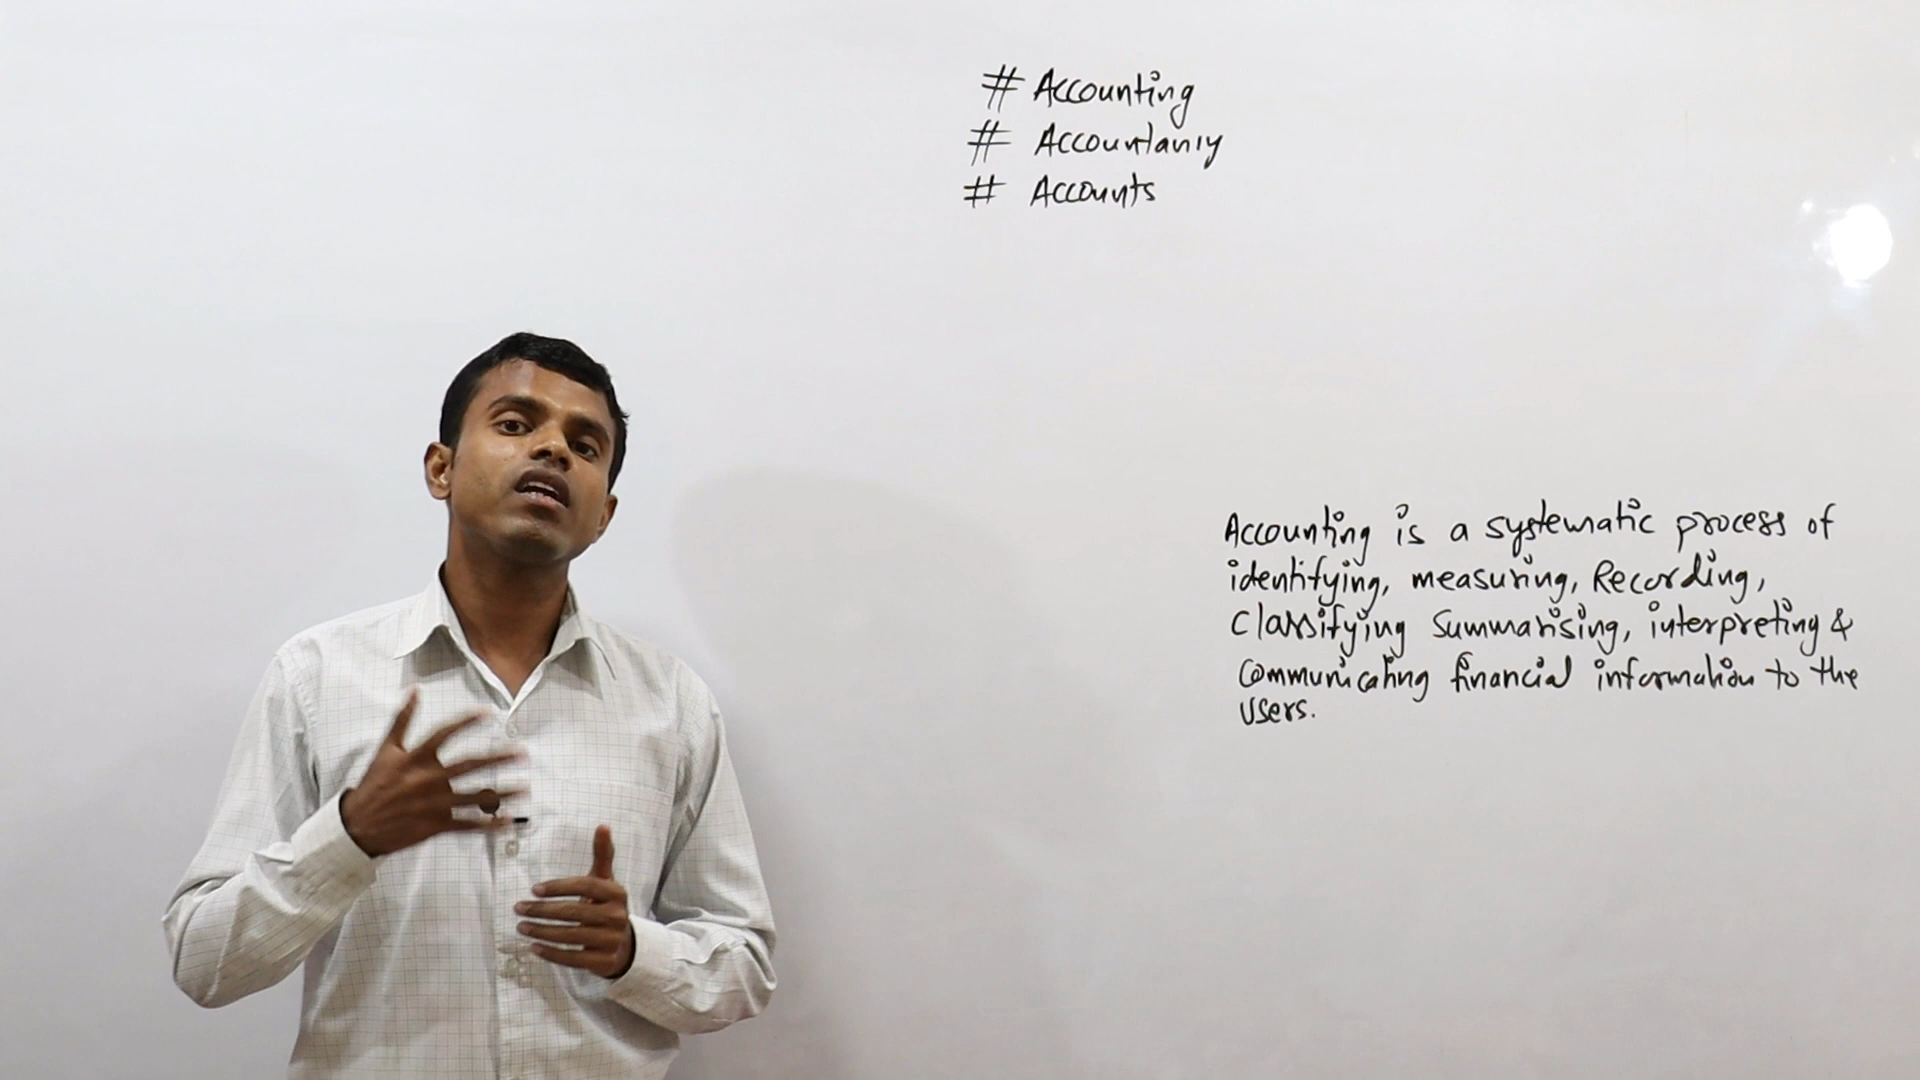 # Accounting
# Accountancy
# Accounts
Accounting is a systematic process of
identifying, measuring, Recording,
Classifying Summarising, interpreting &
Communicating financial information to the
Users.